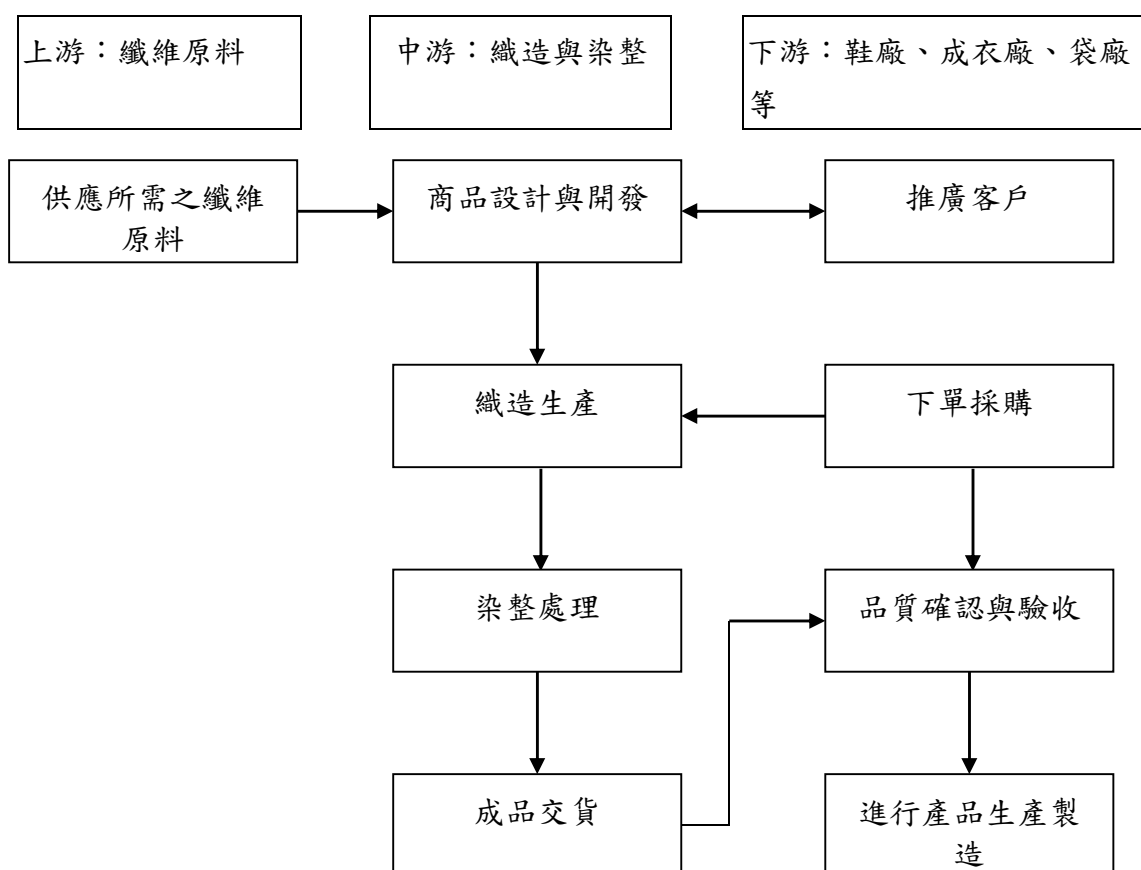 上游：纖維原料
中游：織造與染整
下游：鞋廠、成衣廠、袋廠
等
供應所需之纖維
原料
商品設計與開發
推廣客戶
織造生產
下單採購
染整處理
品質確認與驗收
成品交貨
進行產品生產製
造